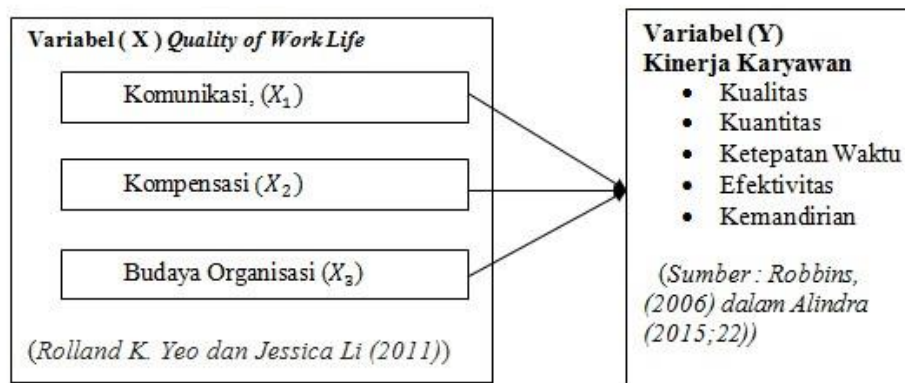 Variabel ( X ) Quality of Work Life
Komunikasi, (X₁)
Kompensasi (X₂)
Budaya Organisasi (X₃)
(Rolland K. Yeo dan Jessica Li (2011))
Variabel (Y)
Kinerja Karyawan
• Kualitas
• Kuantitas
• Ketepatan Waktu
• Efektivitas
• Kemandirian
(Sumber : Robbins,
(2006) dalam Alindra
(2015;22))